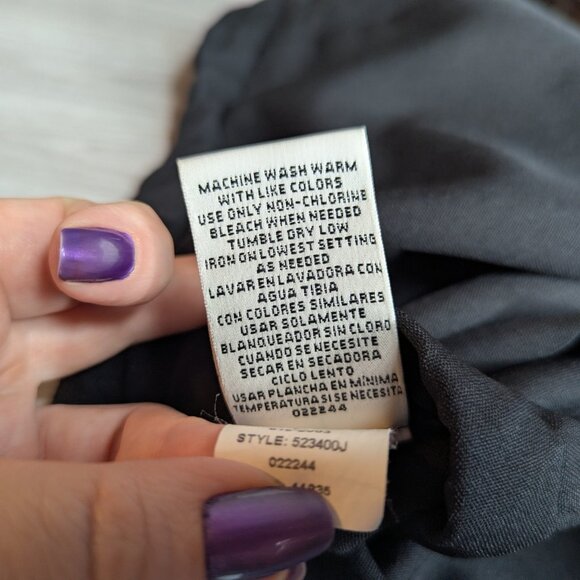 MACHINE WASH WARM
WITH LIKE COLORS
USE ONLY NON-CHLORINE
BLEACH WHEN NEEDED
TUMBLE DRY LOW
IRON ON LOWEST SETTING
AS NEEDED
LAVAR EN LAVADORA CON
AGUA TIBIA
CON COLORES SIMILARES
USAR SOLAMENTE
BLANQUEADOR SIN CLORO
CUANDO SE NECESITE
SECAR EN SECADORA
CICLO LENTO
USAR PLANCHA EN MINIMA
TEMPERATURA SI SE NECESITA
022244
STYLE: 523400J
022244